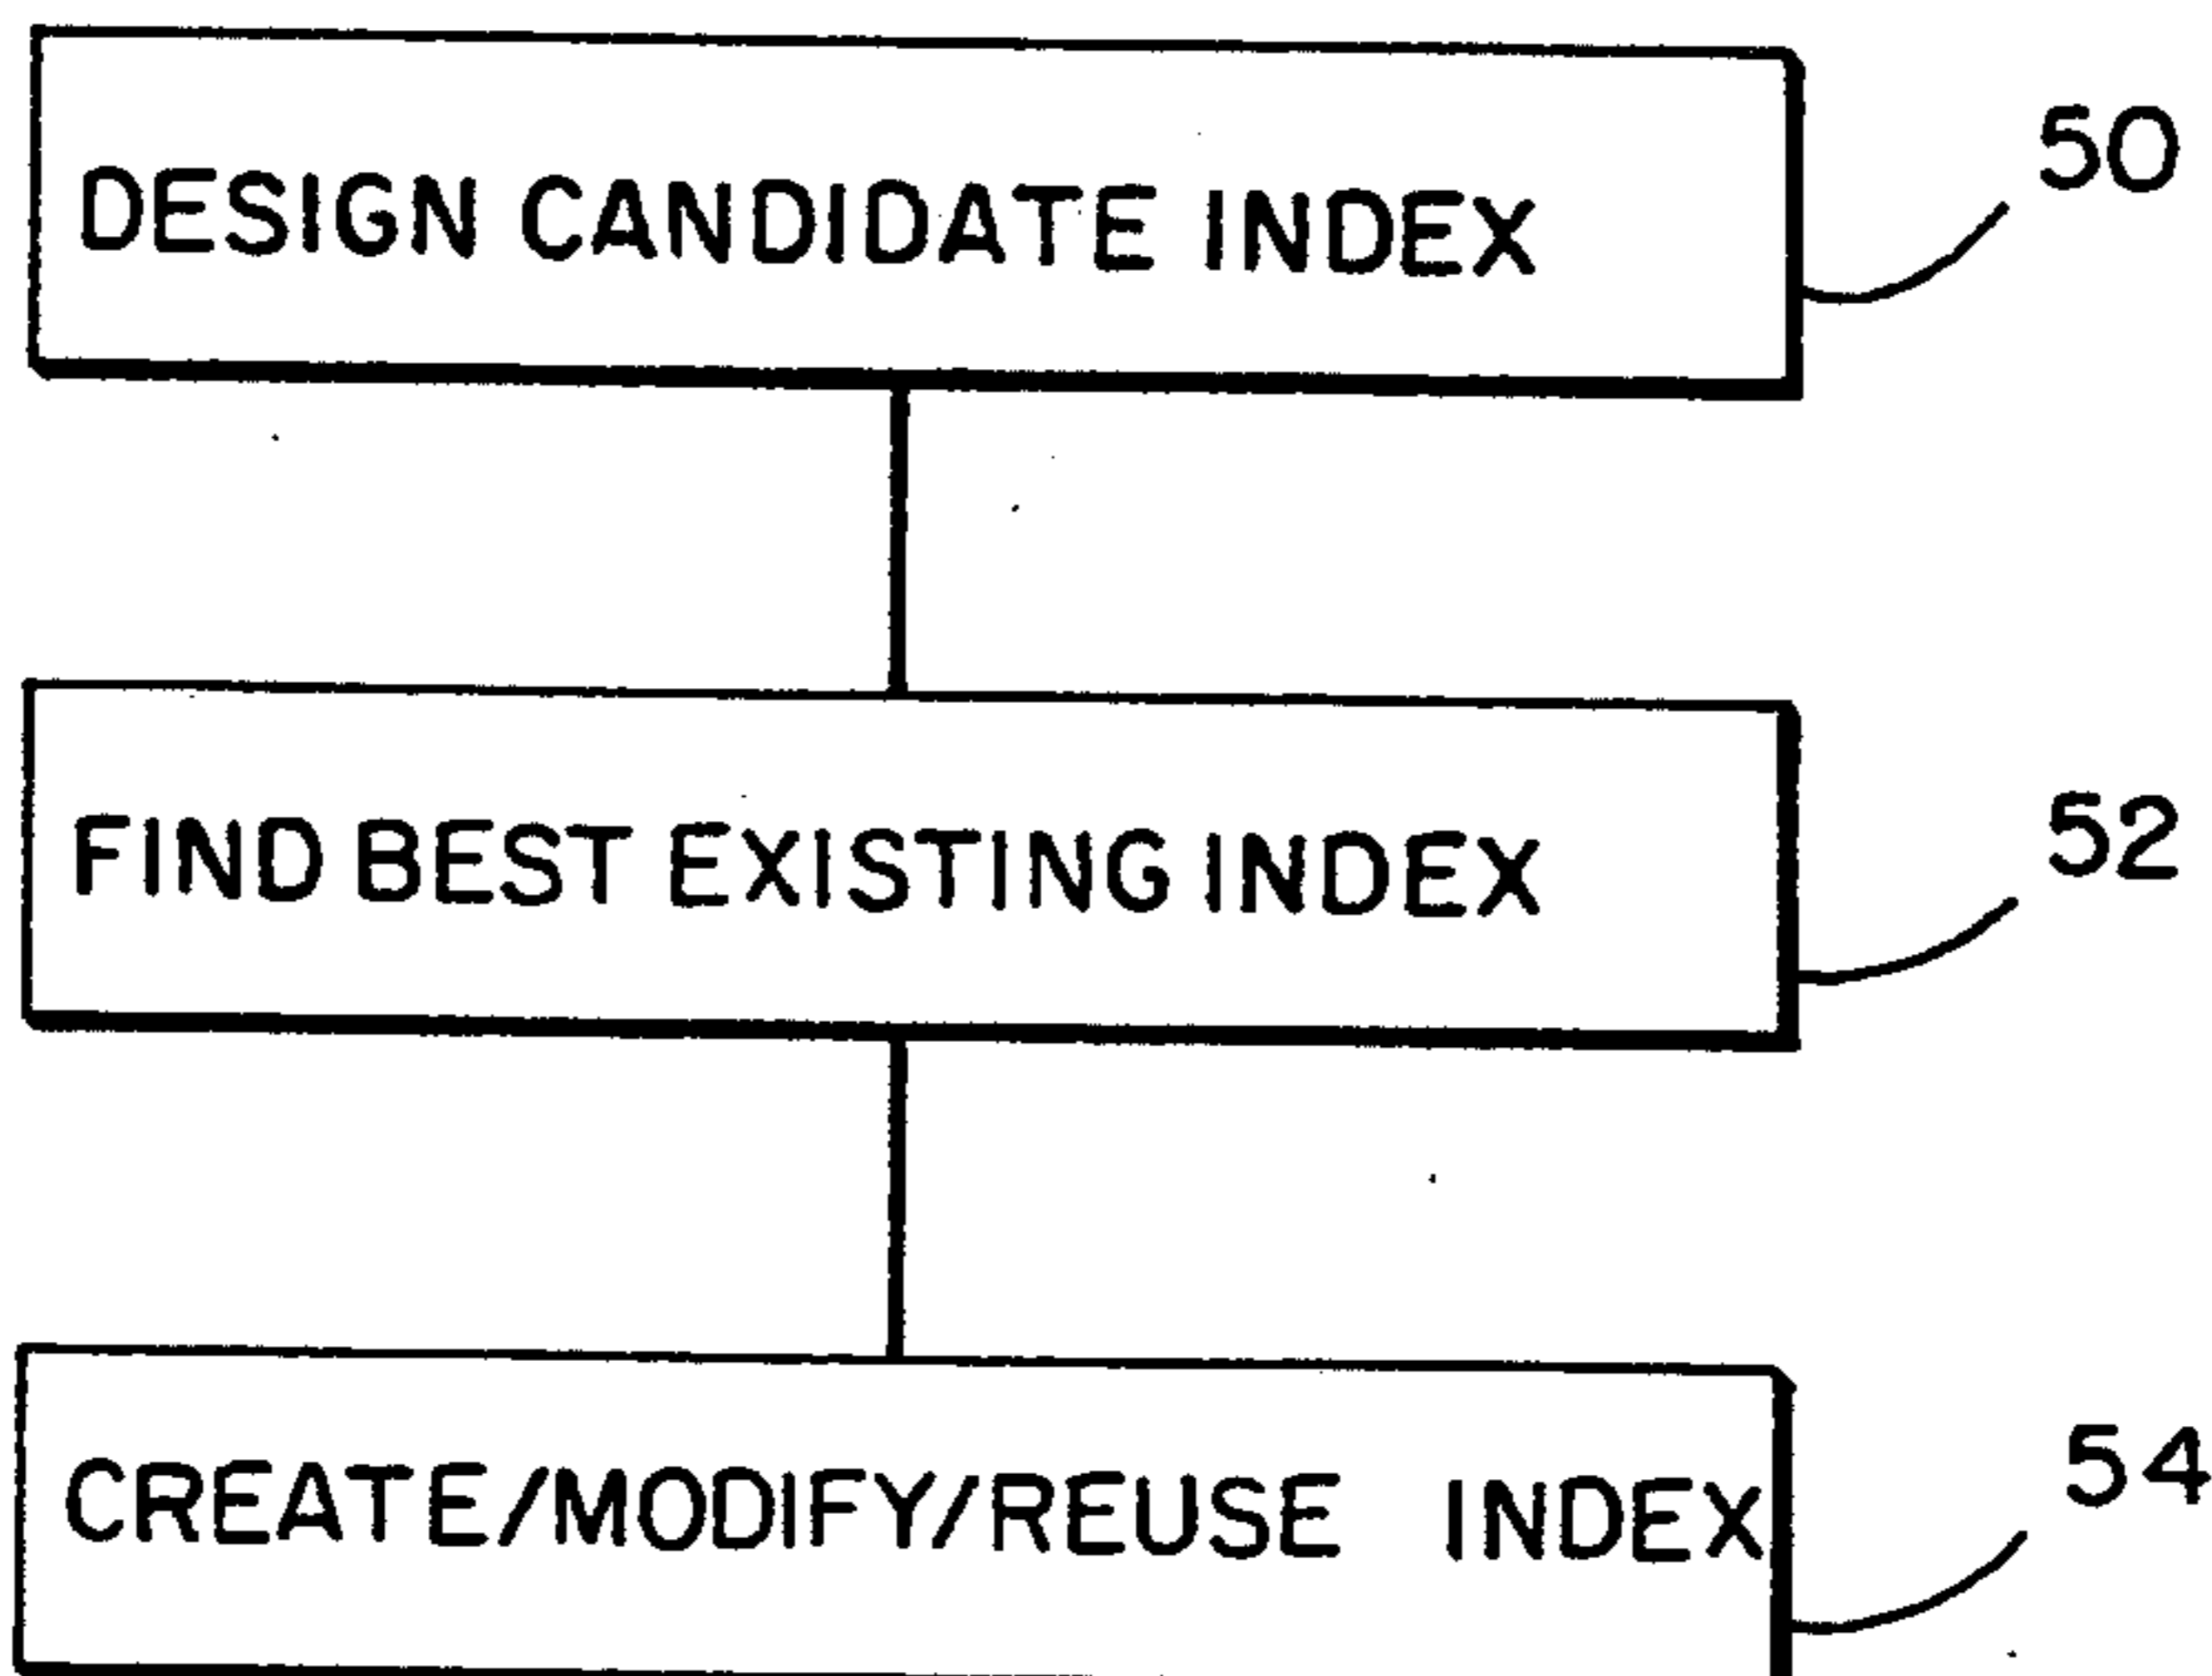 DESIGN CANDIDATE INDEX
50
FIND BEST EXISTING INDEX
52
CREATE/MODIFY/REUSE INDEX
54